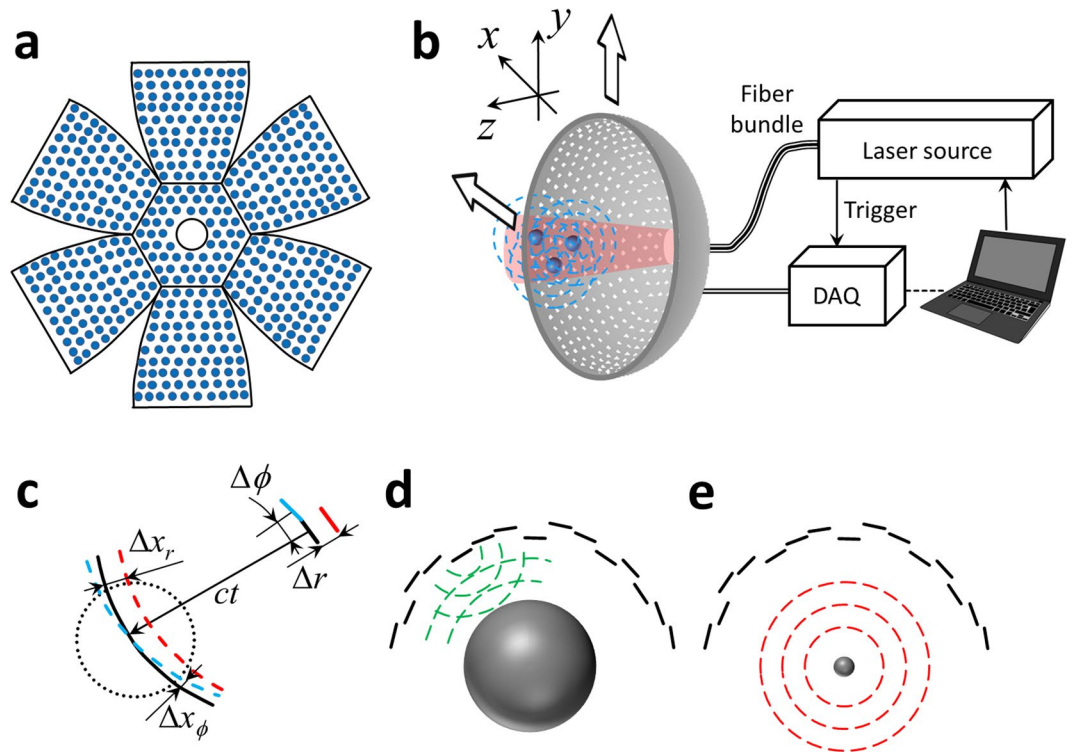 a
b
x
y
z
Fiber
bundle
Laser source
Trigger
DAQ
c
Δϕ
Δx_r
Δr
ct
Δx_ϕ
d
e